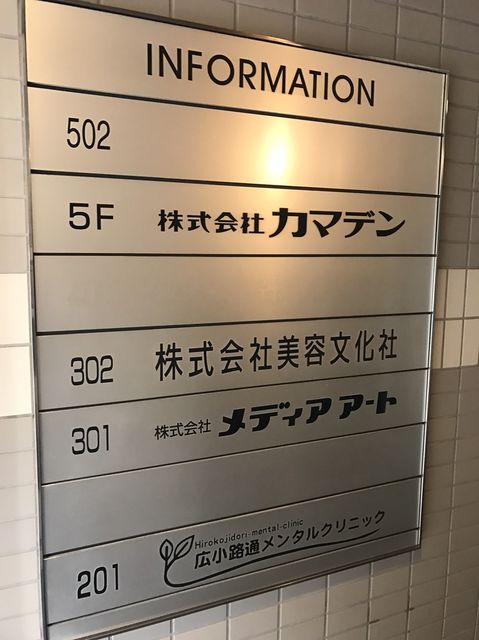 INFORMATION
502
5F 株式会社 カマデン
302 株式会社美容文化社
301 株式会社 メディアアート
Hirokojidori-mental-clinic
201 広小路通メンタルクリニック